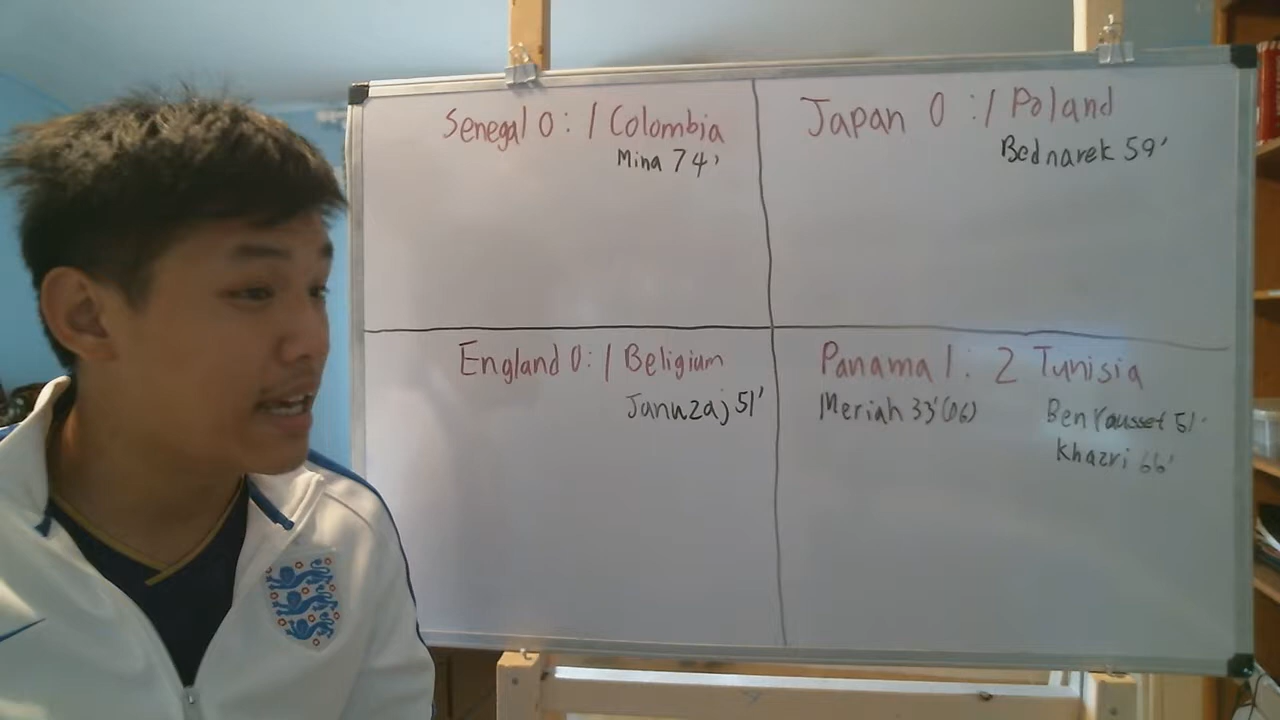 Senegal 0 : 1 Colombia
Mina 74'
Japan 0 : 1 Poland
Bednarek 59'
England 0 : 1 Beligium
Januzaj 51'
Panama 1 : 2 Tunisia
Meriah 33' (OG)
Ben Yousset 51'
Khazri 66'